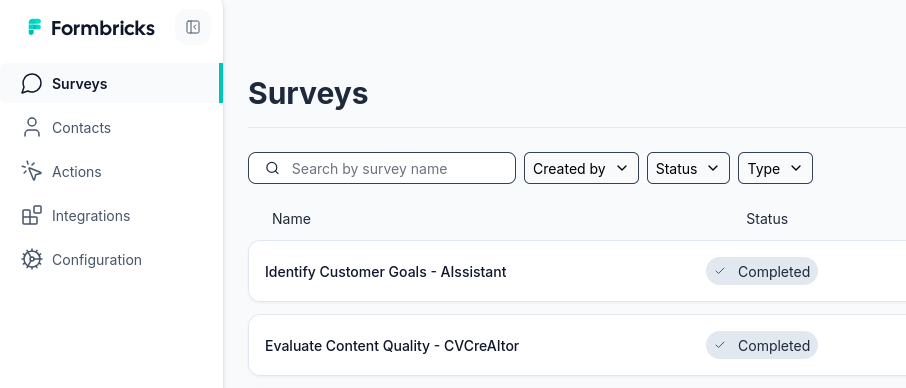 Formbricks
Surveys
Contacts
Actions
Integrations
Configuration
Surveys
Search by survey name
Created by
Status
Type
Name Status
Identify Customer Goals - AIssistant Completed
Evaluate Content Quality - CVCreAItor Completed